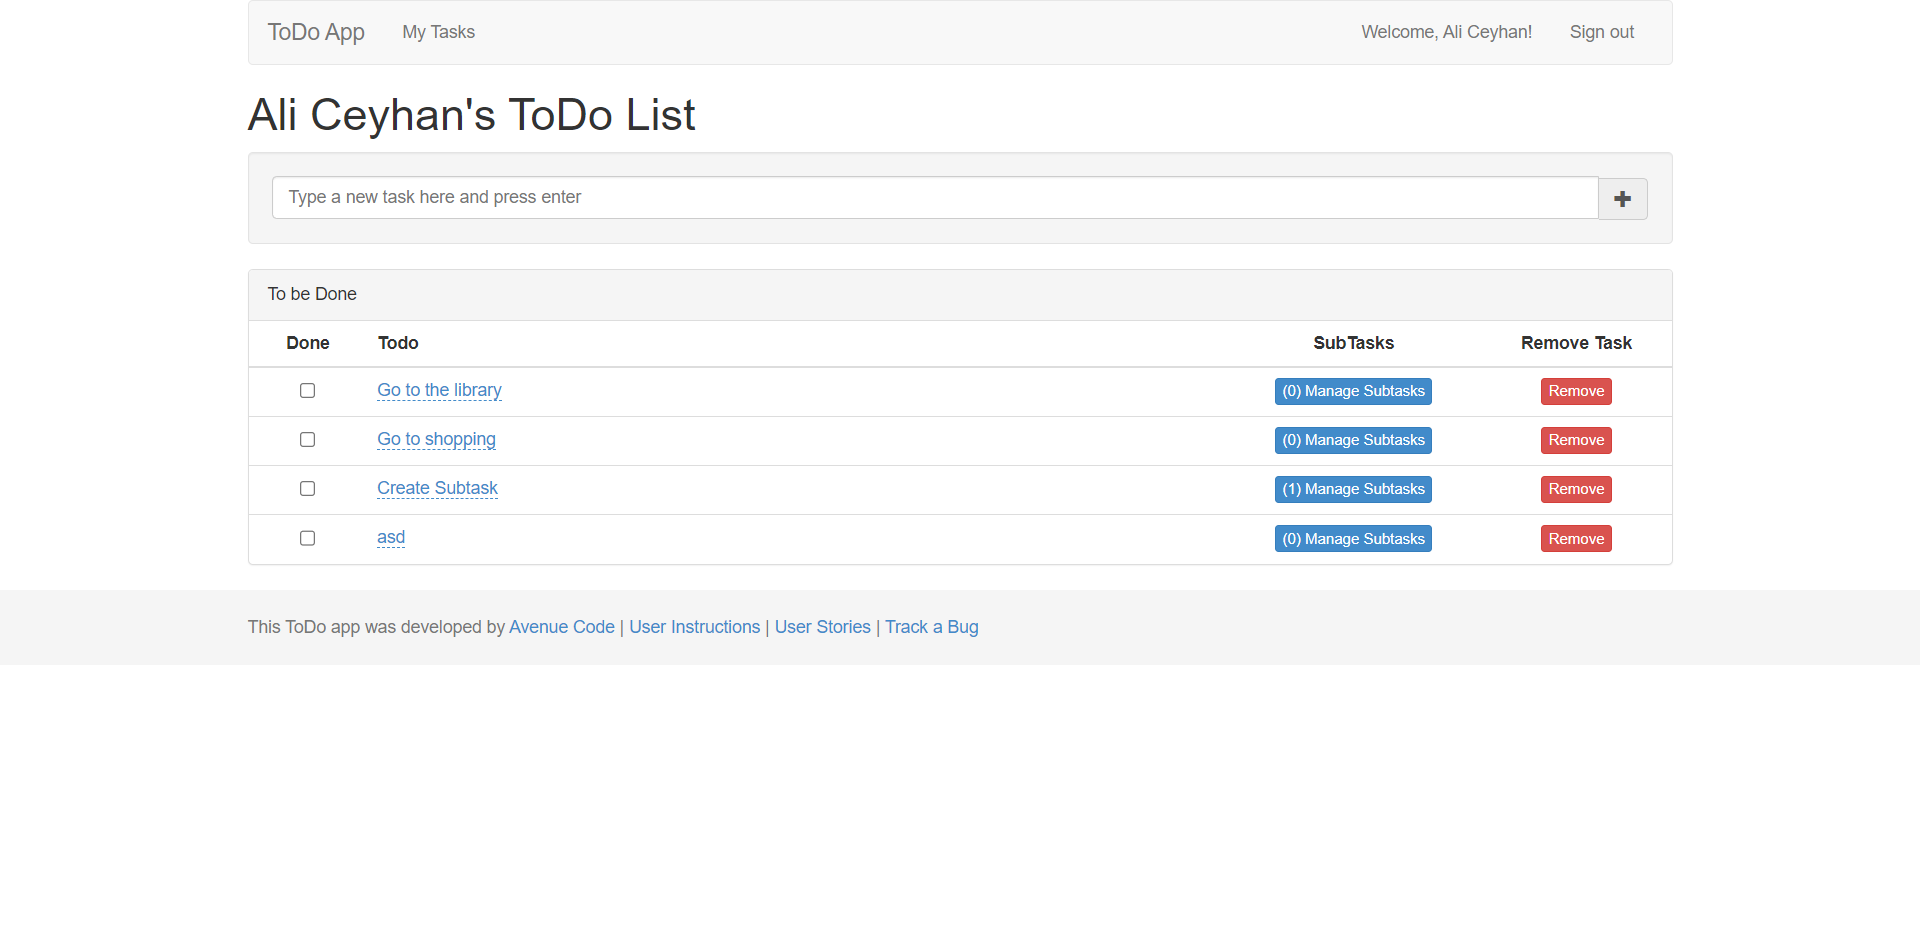 ToDo App My Tasks Welcome, Ali Ceyhan! Sign out
Ali Ceyhan's ToDo List
Type a new task here and press enter
To be Done
Done Todo SubTasks Remove Task
Go to the library (0) Manage Subtasks Remove
Go to shopping (0) Manage Subtasks Remove
Create Subtask (1) Manage Subtasks Remove
asd (0) Manage Subtasks Remove
This ToDo app was developed by Avenue Code | User Instructions | User Stories | Track a Bug